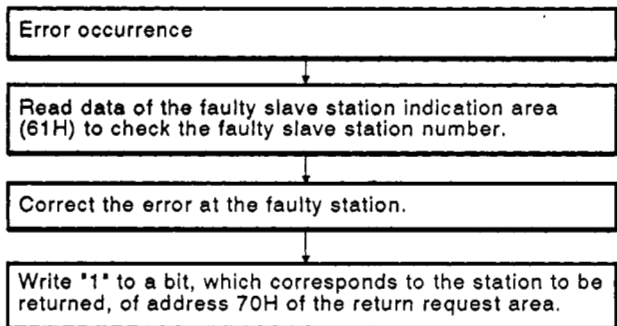 Error occurrence
Read data of the faulty slave station indication area
(61H) to check the faulty slave station number.
Correct the error at the faulty station.
Write "1" to a bit, which corresponds to the station to be
returned, of address 70H of the return request area.